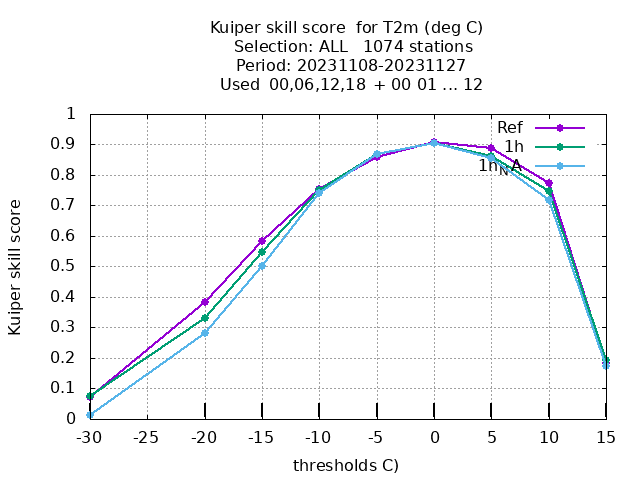 Kuiper skill score  for T2m (deg C)
Selection: ALL   1074 stations
Period: 20231108-20231127
Used 00,06,12,18 + 00 01 ... 12
Kuiper skill score
1
0.9
0.8
0.7
0.6
0.5
0.4
0.3
0.2
0.1
0
Ref
1h
1hNA
-30 -25 -20 -15 -10 -5 0 5 10 15
thresholds C)